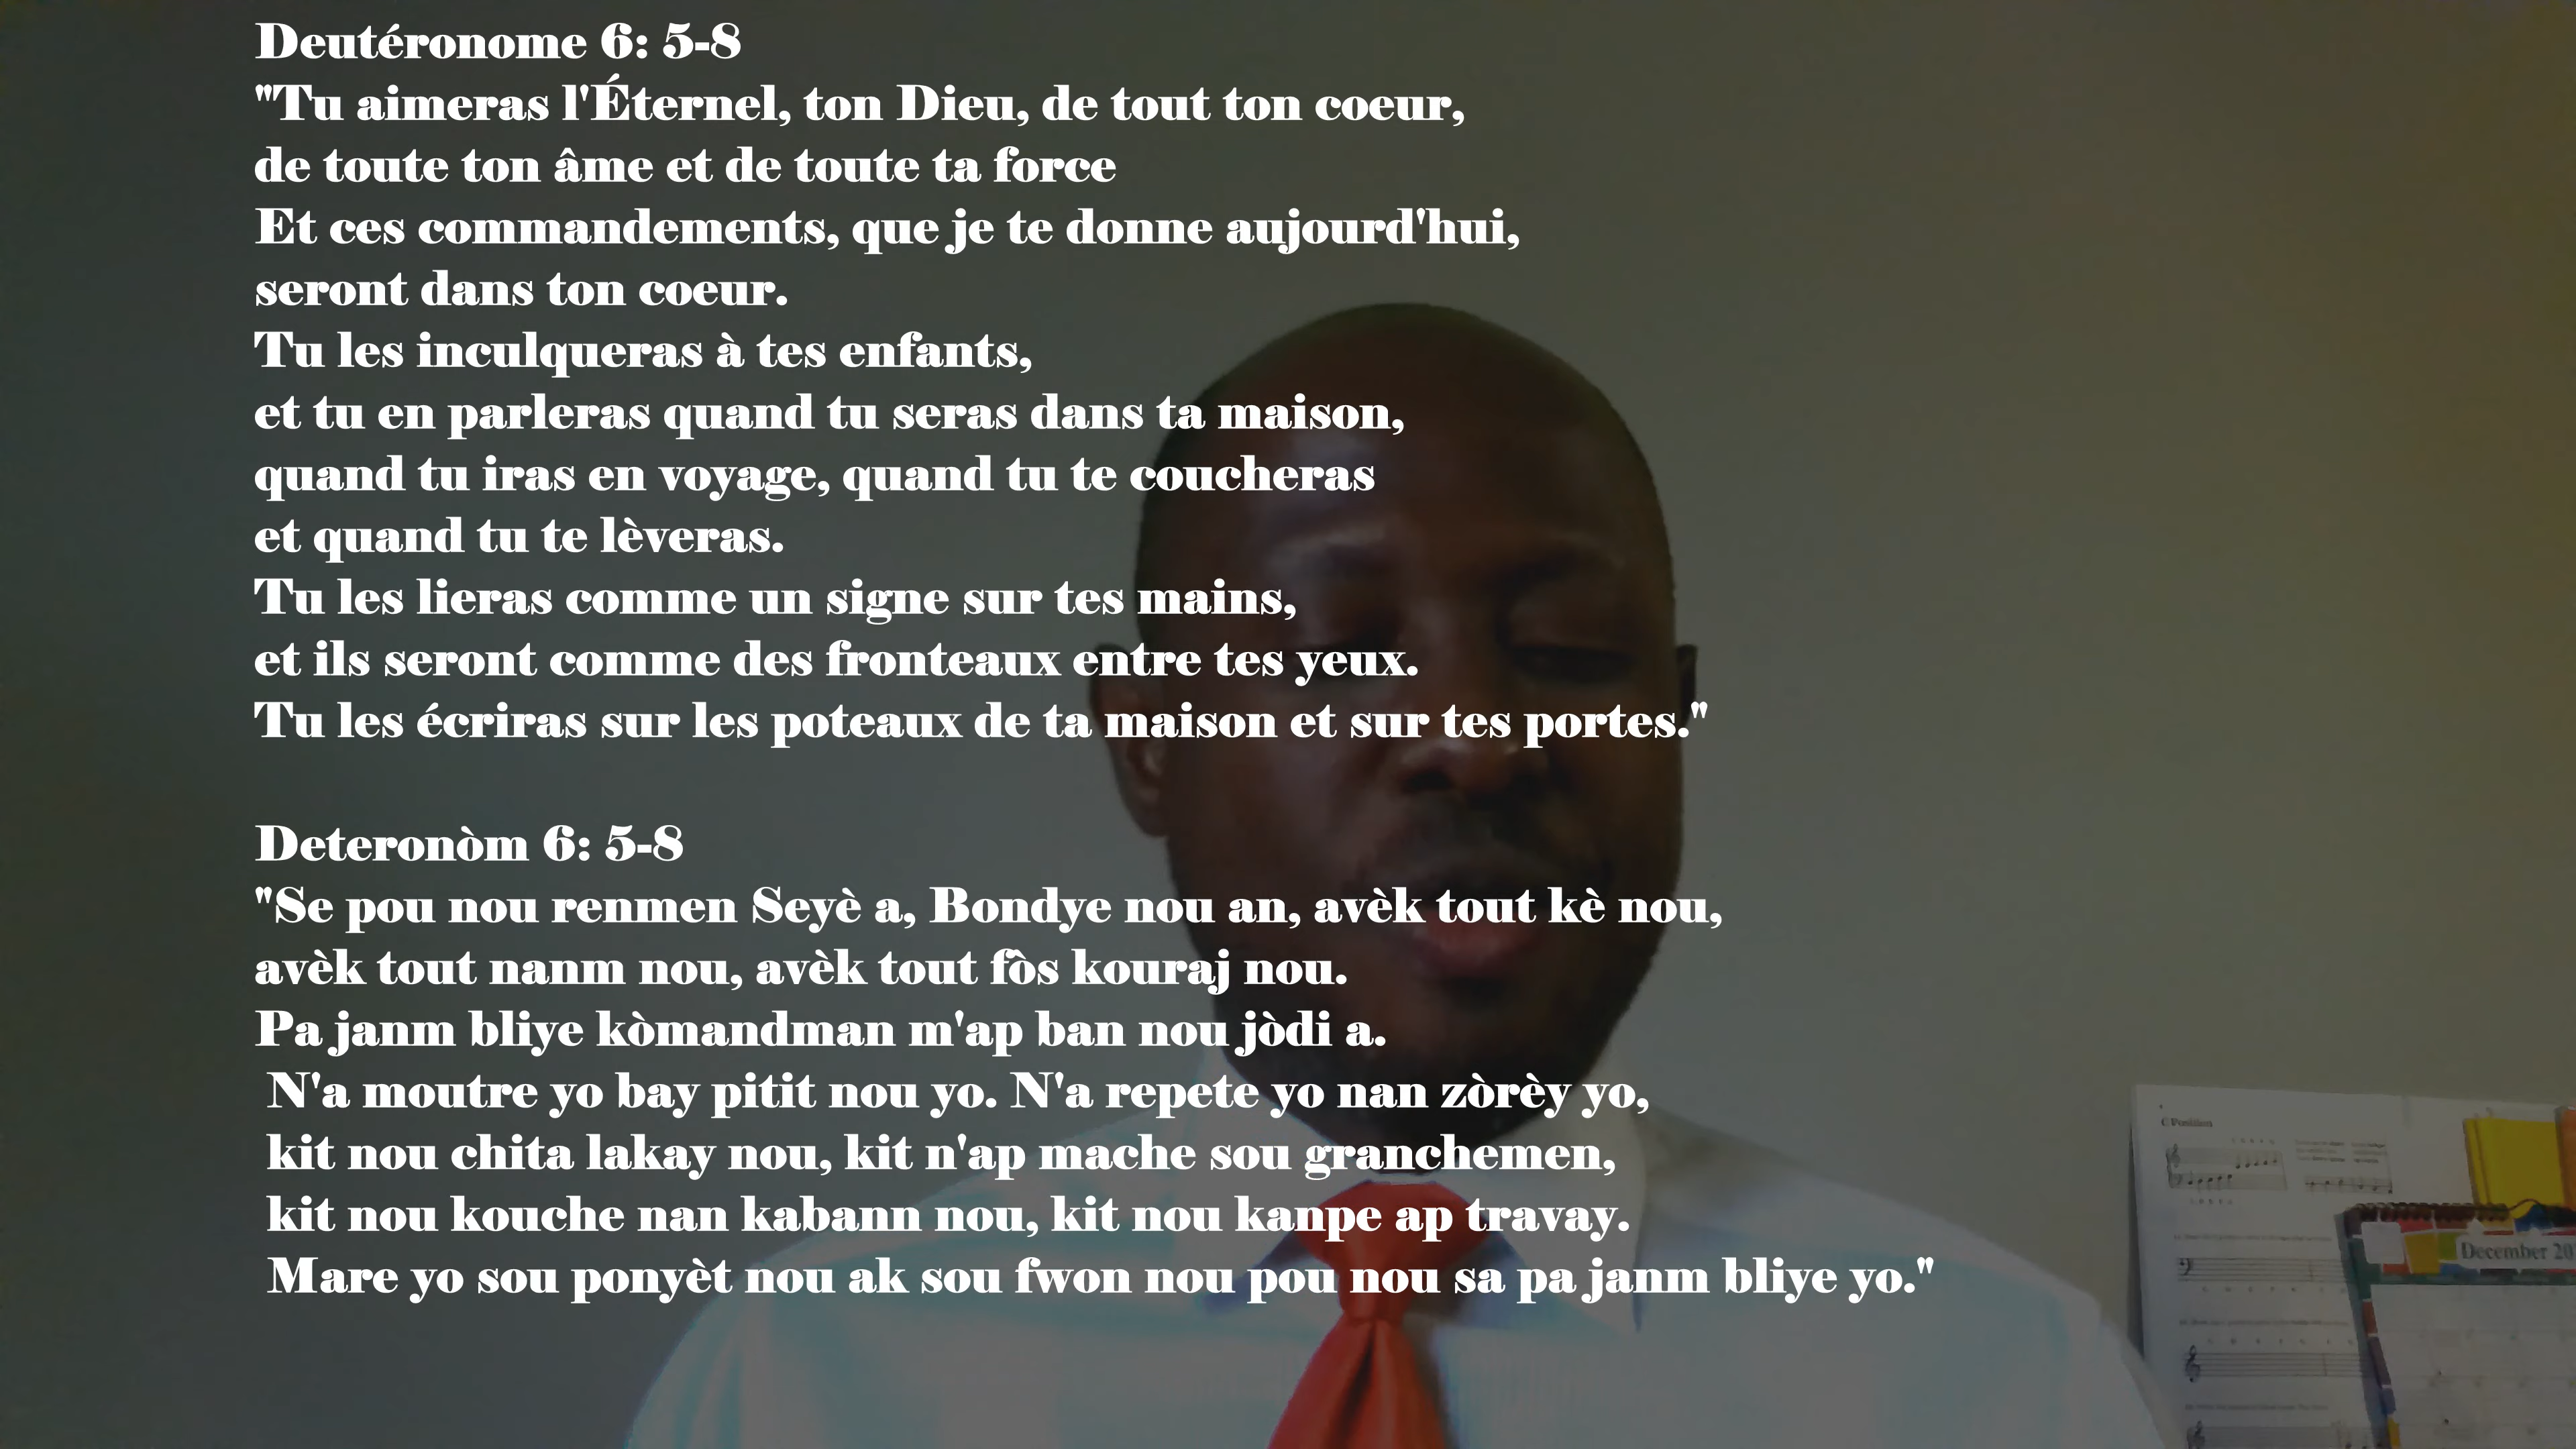 Deutéronome 6: 5-8
"Tu aimeras l'Éternel, ton Dieu, de tout ton coeur,
de toute ton âme et de toute ta force
Et ces commandements, que je te donne aujourd'hui,
seront dans ton coeur.
Tu les inculqueras à tes enfants,
et tu en parleras quand tu seras dans ta maison,
quand tu iras en voyage, quand tu te coucheras
et quand tu te lèveras.
Tu les lieras comme un signe sur tes mains,
et ils seront comme des fronteaux entre tes yeux.
Tu les écriras sur les poteaux de ta maison et sur tes portes."
Deteronòm 6: 5-8
"Se pou nou renmen Seyè a, Bondye nou an, avèk tout kè nou,
avèk tout nanm nou, avèk tout fòs kouraj nou.
Pa janm bliye kòmandman m'ap ban nou jòdi a.
N'a moutre yo bay pitit nou yo. N'a repete yo nan zòrèy yo,
kit nou chita lakay nou, kit n'ap mache sou granchemen,
kit nou kouche nan kabann nou, kit nou kanpe ap travay.
Mare yo sou ponyèt nou ak sou fwon nou pou nou sa pa janm bliye yo."
C Position
December 20